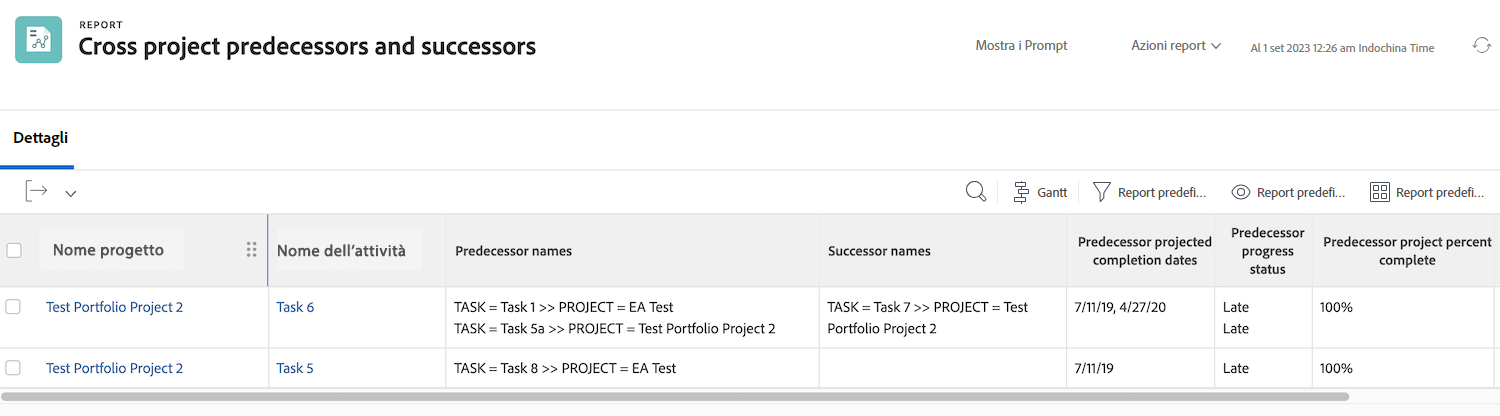 REPORT
Cross project predecessors and successors
Mostra i Prompt
Azioni report
Al 1 set 2023 12:26 am Indochina Time
Dettagli
Gantt
Report predefi...
Report predefi...
Report predefi...
Nome progetto
Nome dell'attività
Predecessor names
Successor names
Predecessor projected
completion dates
Predecessor
progress
status
Predecessor project percent
complete
Test Portfolio Project 2
Task 6
TASK = Task 1 >> PROJECT = EA Test
TASK = Task 5a >> PROJECT = Test Portfolio Project 2
TASK = Task 7 >> PROJECT = Test
Portfolio Project 2
7/11/19, 4/27/20
Late
Late
100%
Test Portfolio Project 2
Task 5
TASK = Task 8 >> PROJECT = EA Test
7/11/19
Late
100%